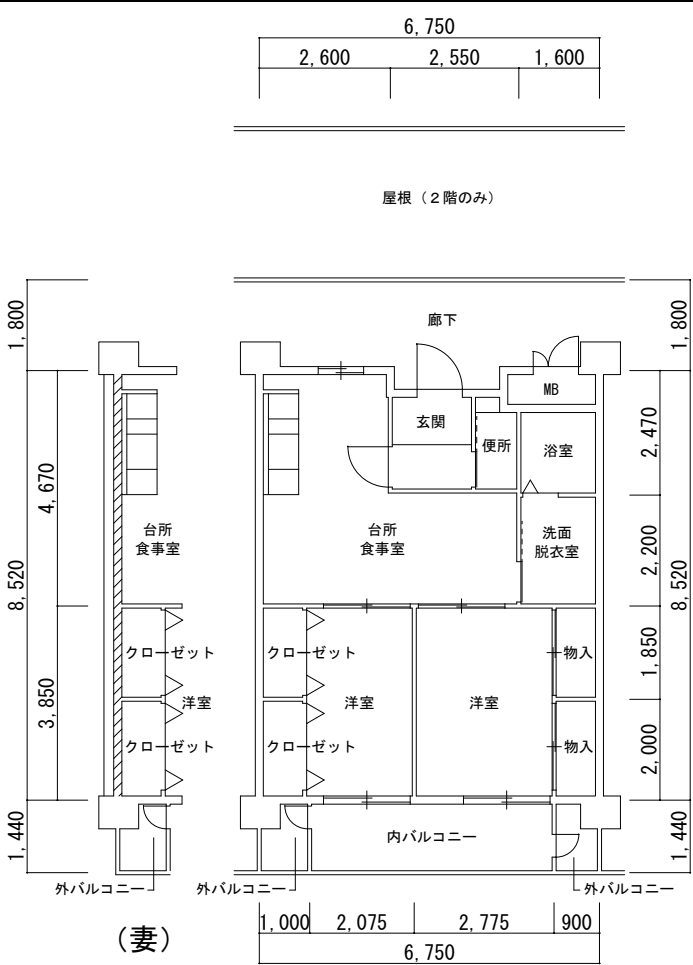 6,750
2,600
2,550
1,600
屋根（２階のみ）
1,800
廊下
1,800
MB
玄関
便所
浴室
2,470
4,670
台所
食事室
台所
食事室
洗面
脱衣室
2,200
8,520
8,520
クローゼット
クローゼット
物入
1,850
洋室
洋室
洋室
3,850
クローゼット
クローゼット
物入
2,000
1,440
内バルコニー
1,440
外バルコニー
外バルコニー
外バルコニー
（妻）
1,000
2,075
2,775
900
6,750